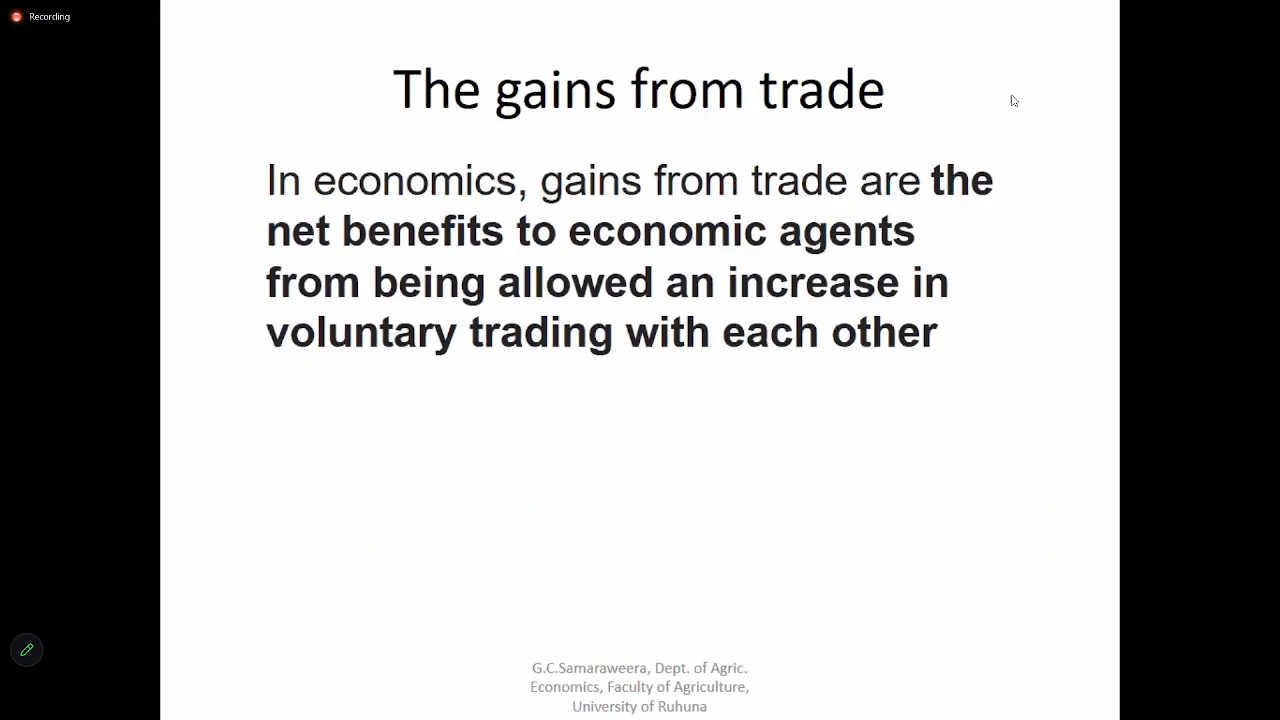 Recording
The gains from trade
In economics, gains from trade are the
net benefits to economic agents
from being allowed an increase in
voluntary trading with each other
G.C.Samaraweera, Dept. of Agric.
Economics, Faculty of Agriculture,
University of Ruhuna